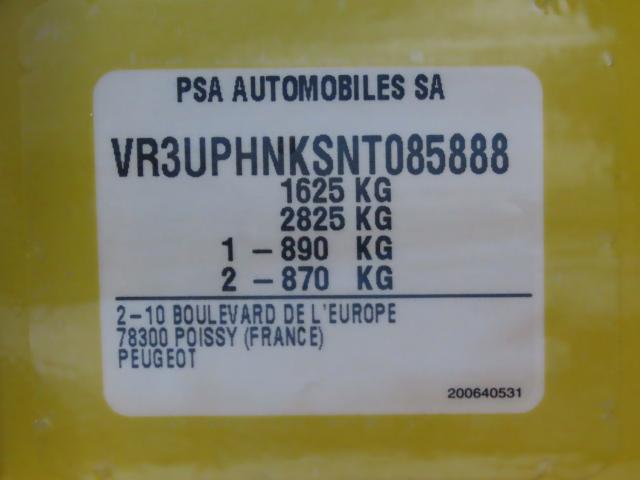 PSA AUTOMOBILES SA
VR3UPHNKSNT085888
1625 KG
2825 KG
1 – 890 KG
2 – 870 KG
2–10 BOULEVARD DE L'EUROPE
78300 POISSY (FRANCE)
PEUGEOT
200640531